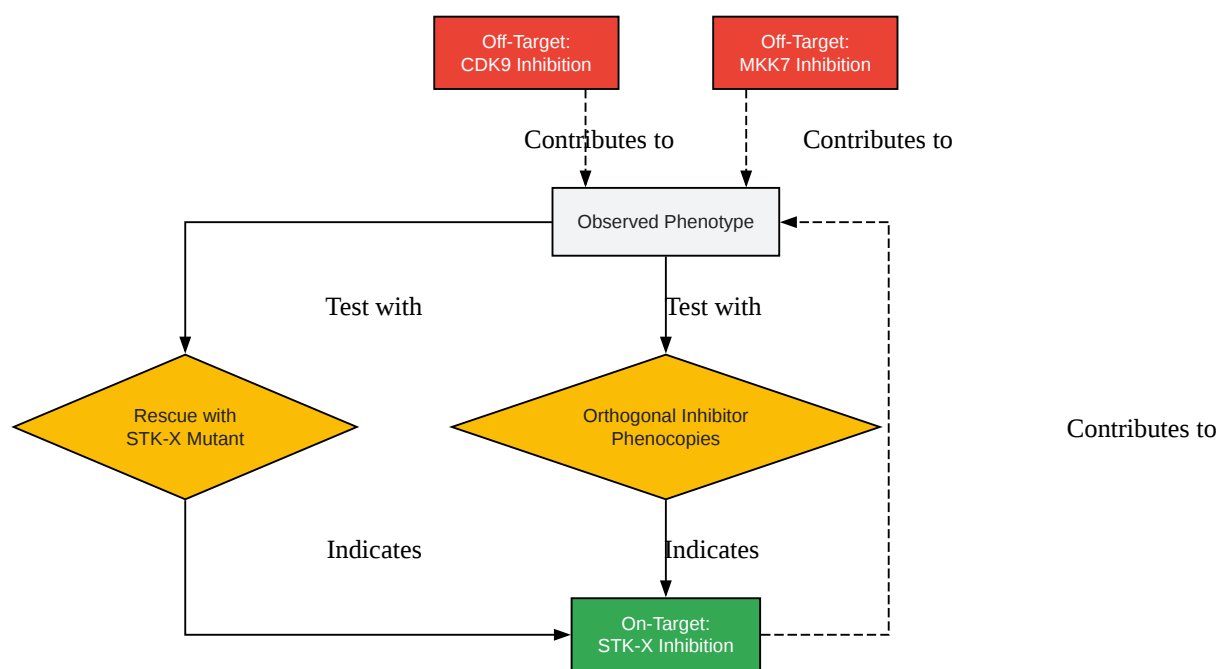 Off-Target:
CDK9 Inhibition
Off-Target:
MKK7 Inhibition
Contributes to
Contributes to
Observed Phenotype
Test with
Test with
Rescue with
STK-X Mutant
Orthogonal Inhibitor
Phenocopies
Contributes to
Indicates
Indicates
On-Target:
STK-X Inhibition